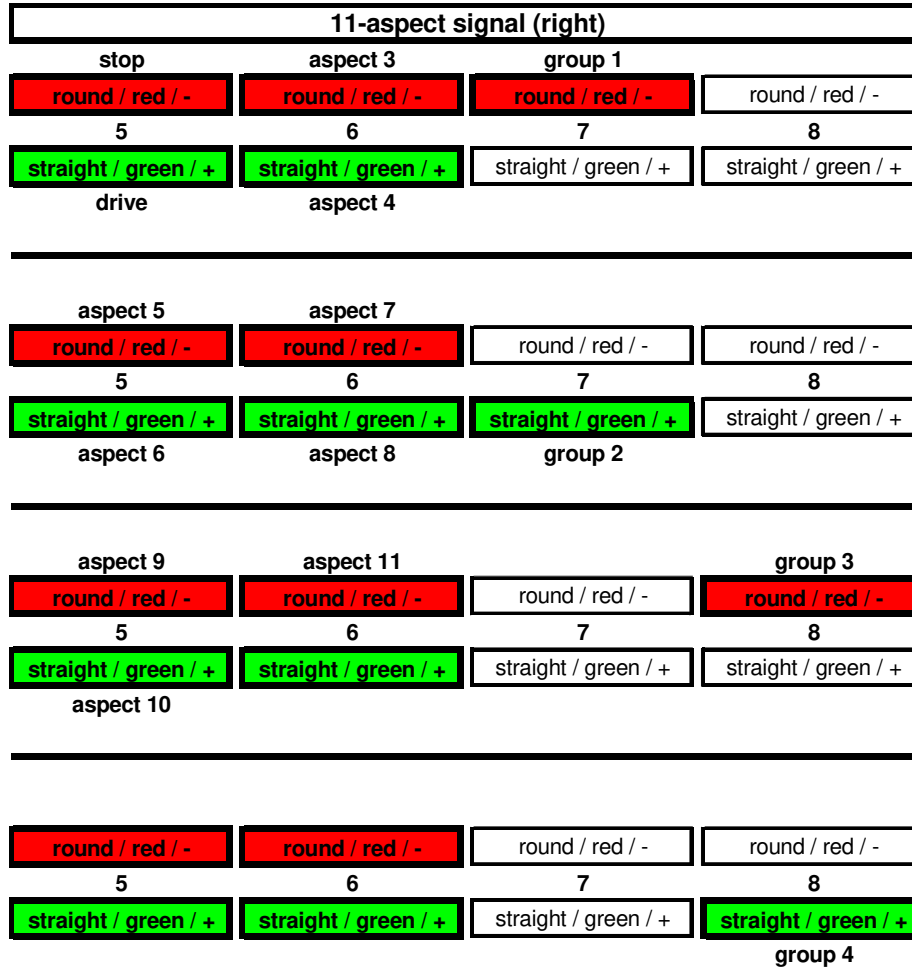 11-aspect signal (right)
stop aspect 3 group 1
round / red / - round / red / - round / red / - round / red / -
5 6 7 8
straight / green / + straight / green / + straight / green / + straight / green / +
drive aspect 4
aspect 5 aspect 7
round / red / - round / red / - round / red / - round / red / -
5 6 7 8
straight / green / + straight / green / + straight / green / + straight / green / +
aspect 6 aspect 8 group 2
aspect 9 aspect 11 group 3
round / red / - round / red / - round / red / - round / red / -
5 6 7 8
straight / green / + straight / green / + straight / green / + straight / green / +
aspect 10
round / red / - round / red / - round / red / - round / red / -
5 6 7 8
straight / green / + straight / green / + straight / green / + straight / green / +
group 4